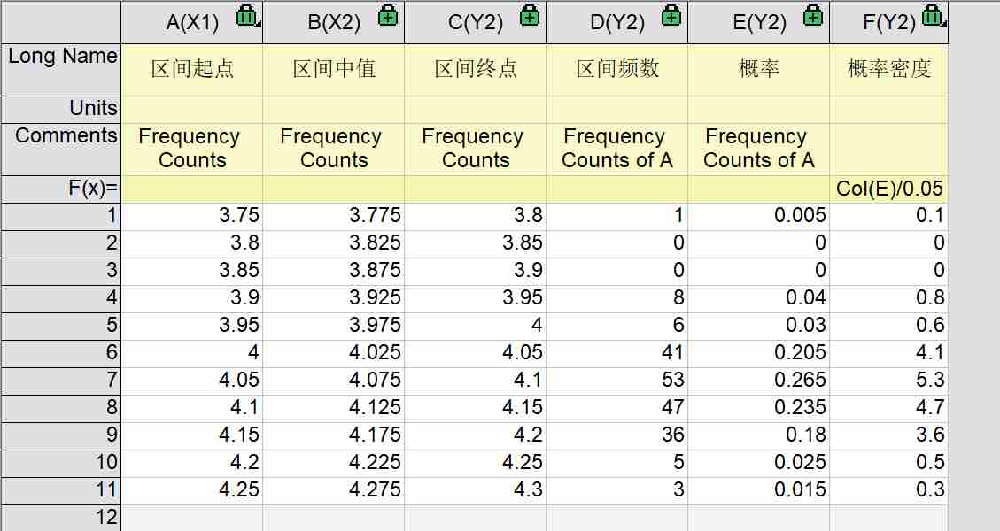 A(X1) B(X2) C(Y2) D(Y2) E(Y2) F(Y2)
Long Name 区间起点 区间中值 区间终点 区间频数 概率 概率密度
Units
Comments Frequency Frequency Frequency Frequency Frequency
Counts Counts Counts Counts of A Counts of A
F(x)= Col(E)/0.05
1 3.75 3.775 3.8 1 0.005 0.1
2 3.8 3.825 3.85 0 0 0
3 3.85 3.875 3.9 0 0 0
4 3.9 3.925 3.95 8 0.04 0.8
5 3.95 3.975 4 6 0.03 0.6
6 4 4.025 4.05 41 0.205 4.1
7 4.05 4.075 4.1 53 0.265 5.3
8 4.1 4.125 4.15 47 0.235 4.7
9 4.15 4.175 4.2 36 0.18 3.6
10 4.2 4.225 4.25 5 0.025 0.5
11 4.25 4.275 4.3 3 0.015 0.3
12